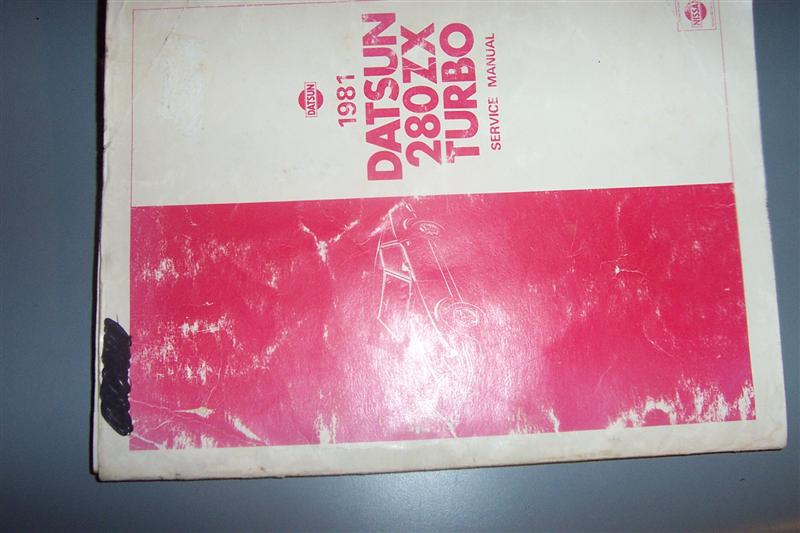 DATSUN
1981
DATSUN
280ZX
TURBO
SERVICE MANUAL
NISSAN